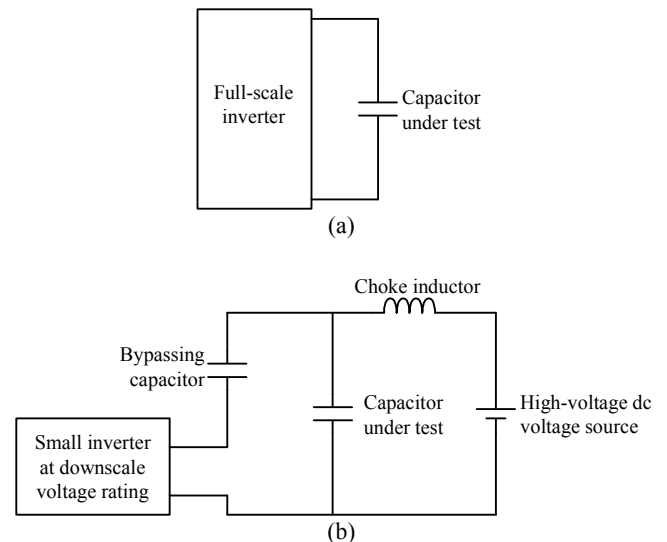 Full-scale
inverter
Capacitor
under test
(a)
Choke inductor
Bypassing
capacitor
Capacitor
under test
High-voltage dc
voltage source
Small inverter
at downscale
voltage rating
(b)